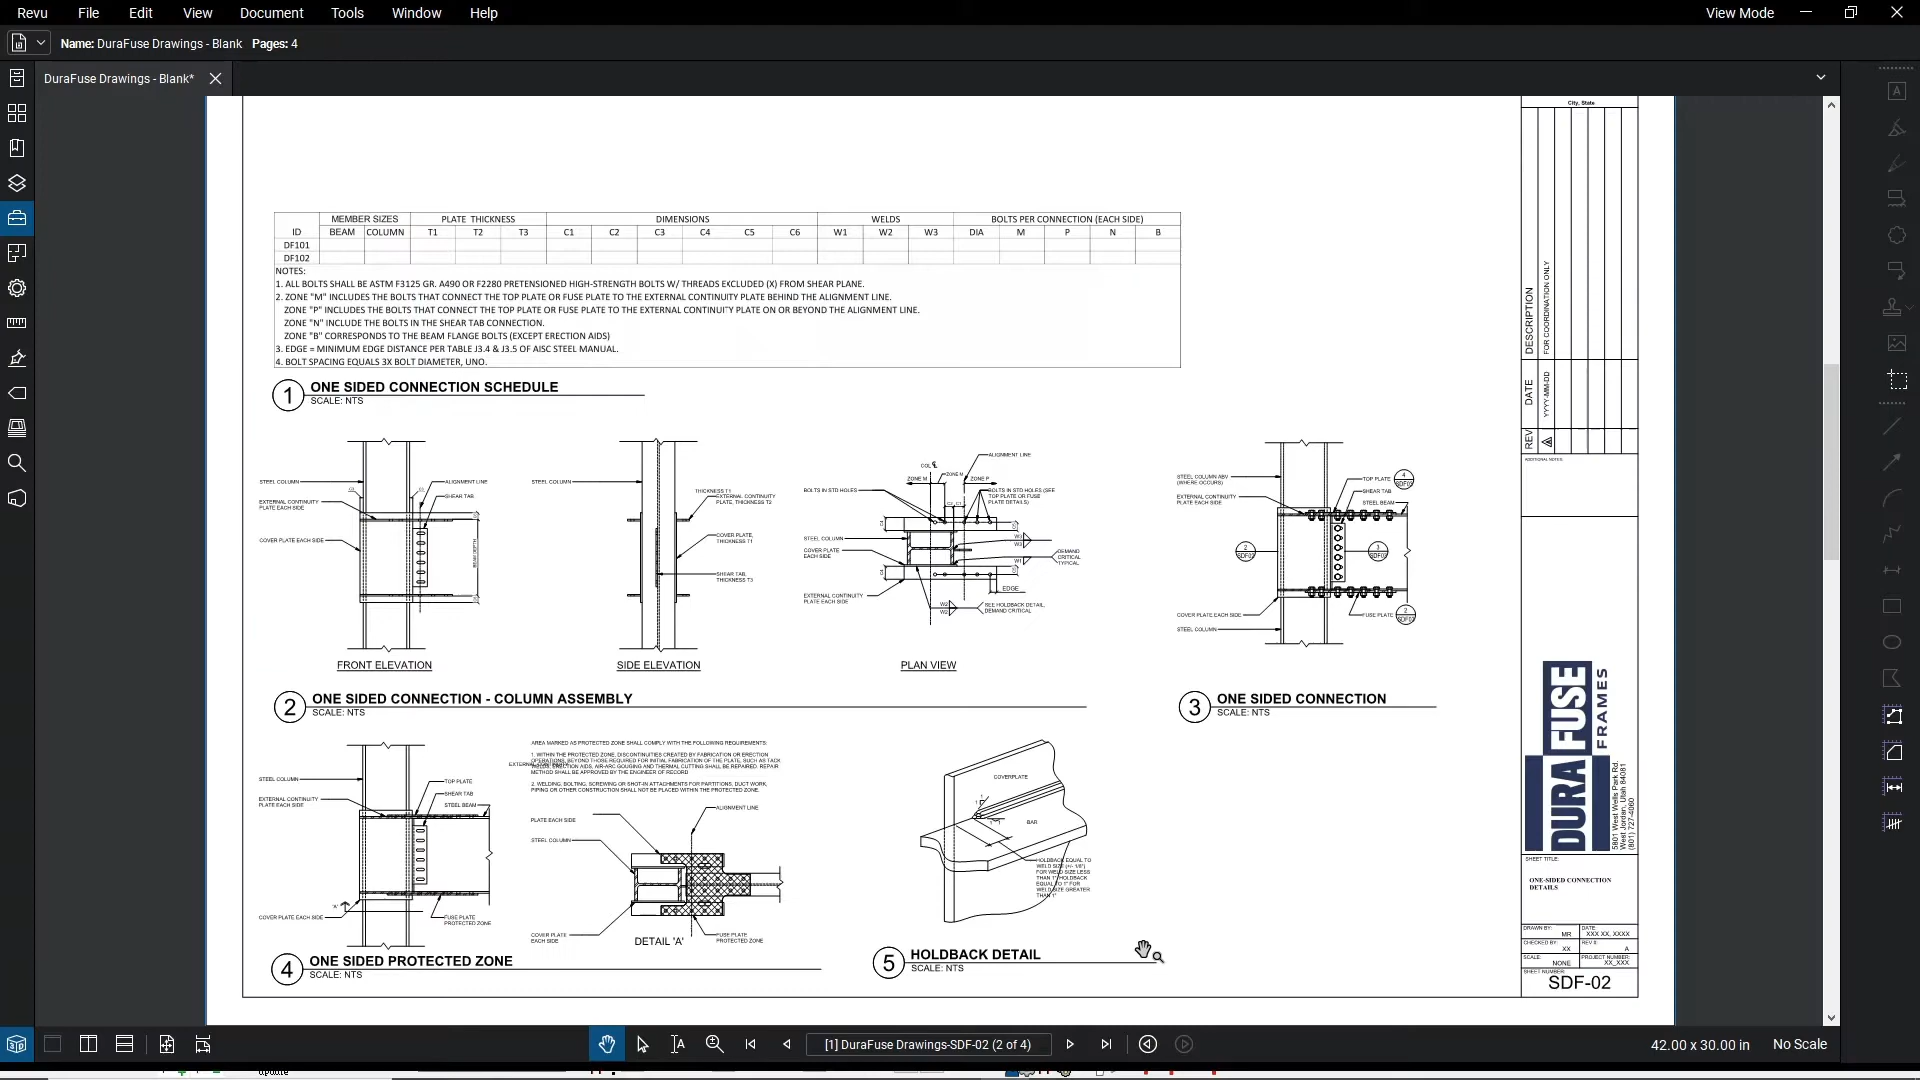 Revu File Edit View Document Tools Window Help View Mode
Name: DuraFuse Drawings - Blank Pages: 4
DuraFuse Drawings - Blank*
City, State
MEMBER SIZES PLATE THICKNESS DIMENSIONS WELDS BOLTS PER CONNECTION (EACH SIDE)
ID BEAM COLUMN T1 T2 T3 C1 C2 C3 C4 C5 C6 W1 W2 W3 DIA M P N B
DF101
DF102
NOTES:
1. ALL BOLTS SHALL BE ASTM F3125 GR. A490 OR F2280 PRETENSIONED HIGH-STRENGTH BOLTS W/ THREADS EXCLUDED (X) FROM SHEAR PLANE.
2. ZONE "M" INCLUDES THE BOLTS THAT CONNECT THE TOP PLATE OR FUSE PLATE TO THE EXTERNAL CONTINUITY PLATE BEHIND THE ALIGNMENT LINE.
ZONE "P" INCLUDES THE BOLTS THAT CONNECT THE TOP PLATE OR FUSE PLATE TO THE EXTERNAL CONTINUITY PLATE ON OR BEYOND THE ALIGNMENT LINE.
ZONE "N" INCLUDE THE BOLTS IN THE SHEAR TAB CONNECTION.
ZONE "B" CORRESPONDS TO THE BEAM FLANGE BOLTS (EXCEPT ERECTION AIDS)
3. EDGE = MINIMUM EDGE DISTANCE PER TABLE J3.4 & J3.5 OF AISC STEEL MANUAL.
4. BOLT SPACING EQUALS 3X BOLT DIAMETER, UNO.
1 ONE SIDED CONNECTION SCHEDULE
SCALE: NTS
STEEL COLUMN
EXTERNAL CONTINUITY
PLATE EACH SIDE
COVER PLATE EACH SIDE
ALIGNMENT LINE
SHEAR TAB
BEAM DEPTH
FRONT ELEVATION
STEEL COLUMN
THICKNESS T1
EXTERNAL CONTINUITY
PLATE, THICKNESS T2
COVER PLATE,
THICKNESS T1
SHEAR TAB,
THICKNESS T3
SIDE ELEVATION
COL
ALIGNMENT LINE
ZONE M
ZONE M
ZONE P
BOLTS IN STD HOLES
BOLTS IN STD HOLES (SEE
TOP PLATE OR FUSE
PLATE DETAILS)
STEEL COLUMN
COVER PLATE
EACH SIDE
W3
W3
W1
DEMAND
CRITICAL
TYPICAL
EXTERNAL CONTINUITY
PLATE EACH SIDE
EDGE
W2
W2
SEE HOLDBACK DETAIL,
DEMAND CRITICAL
PLAN VIEW
2 ONE SIDED CONNECTION - COLUMN ASSEMBLY
SCALE: NTS
STEEL COLUMN ABV
(WHERE OCCURS)
EXTERNAL CONTINUITY
PLATE EACH SIDE
TOP PLATE
4
SDF03
SHEAR TAB
STEEL BEAM
2
SDF02
3
SDF03
COVER PLATE EACH SIDE
STEEL COLUMN
FUSE PLATE
2
SDF03
3 ONE SIDED CONNECTION
SCALE: NTS
STEEL COLUMN
EXTERNAL CONTINUITY
PLATE EACH SIDE
TOP PLATE
SHEAR TAB
STEEL BEAM
'A'
COVER PLATE EACH SIDE
FUSE PLATE
PROTECTED ZONE
AREA MARKED AS PROTECTED ZONE SHALL COMPLY WITH THE FOLLOWING REQUIREMENTS:
1. WITHIN THE PROTECTED ZONE, DISCONTINUITIES CREATED BY FABRICATION OR ERECTION
OPERATIONS, BEYOND THOSE REQUIRED FOR INITIAL FABRICATION OF THE PLATE, SUCH AS TACK
WELDS, ERECTION AIDS, AIR-ARC GOUGING AND THERMAL CUTTING SHALL BE REPAIRED. REPAIR
METHOD SHALL BE APPROVED BY THE ENGINEER OF RECORD
2. WELDING, BOLTING, SCREWING OR SHOT-IN ATTACHMENTS FOR PARTITIONS, DUCT WORK,
PIPING OR OTHER CONSTRUCTION SHALL NOT BE PLACED WITHIN THE PROTECTED ZONE.
ALIGNMENT LINE
PLATE EACH SIDE
STEEL COLUMN
COVER PLATE
EACH SIDE
DETAIL 'A'
FUSE PLATE
PROTECTED ZONE
4 ONE SIDED PROTECTED ZONE
SCALE: NTS
COVERPLATE
BAR
HOLDBACK EQUAL TO
WELD SIZE (+/- 1/8")
FOR WELD SIZE LESS
THAN 1". HOLDBACK
EQUAL TO 1" FOR
WELD SIZE GREATER
THAN 1"
5 HOLDBACK DETAIL
SCALE: NTS
DESCRIPTION
FOR COORDINATION ONLY
DATE
YYYY-MM-DD
REV
A
ADDITIONAL NOTES:
DURAFUSE
FRAMES
5801 West Wells Park Rd.
West Jordan, Utah 84081
(801) 727-4060
SHEET TITLE:
ONE-SIDED CONNECTION
DETAILS
DRAWN BY: MR DATE: XXX XX, XXXX
CHECKED BY: XX REV #: A
SCALE: NONE PROJECT NUMBER: XX_XXX
SHEET NUMBER:
SDF-02
[1] DuraFuse Drawings-SDF-02 (2 of 4)
42.00 x 30.00 in No Scale
update